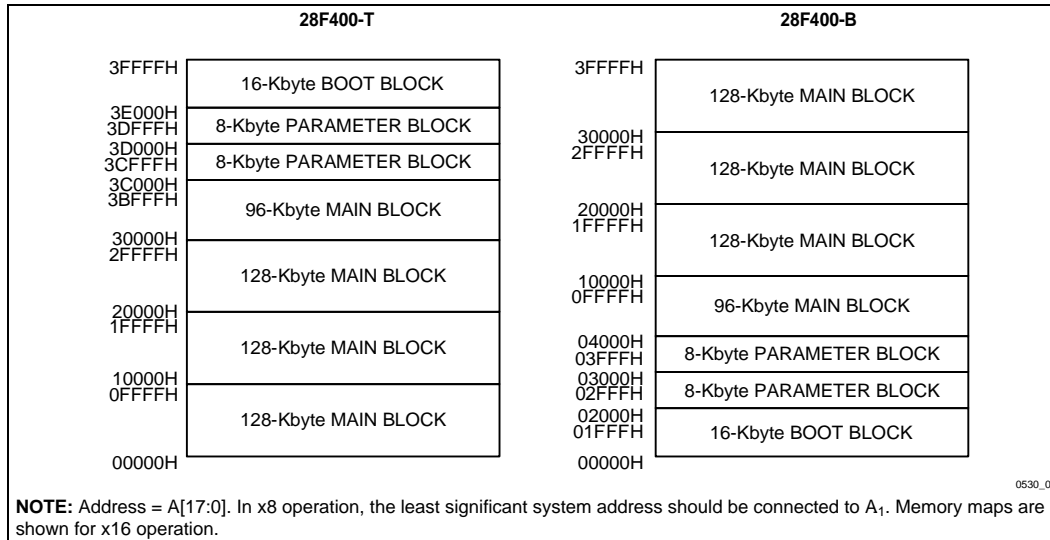 28F400-T
3FFFFH
16-Kbyte BOOT BLOCK
3E000H
3DFFFH
8-Kbyte PARAMETER BLOCK
3D000H
3CFFFH
8-Kbyte PARAMETER BLOCK
3C000H
3BFFFH
96-Kbyte MAIN BLOCK
30000H
2FFFFH
128-Kbyte MAIN BLOCK
20000H
1FFFFH
128-Kbyte MAIN BLOCK
10000H
0FFFFH
128-Kbyte MAIN BLOCK
00000H
28F400-B
3FFFFH
128-Kbyte MAIN BLOCK
30000H
2FFFFH
128-Kbyte MAIN BLOCK
20000H
1FFFFH
128-Kbyte MAIN BLOCK
10000H
0FFFFH
96-Kbyte MAIN BLOCK
04000H
03FFFH
8-Kbyte PARAMETER BLOCK
03000H
02FFFH
8-Kbyte PARAMETER BLOCK
02000H
01FFFH
16-Kbyte BOOT BLOCK
00000H
0530_0
NOTE: Address = A[17:0]. In x8 operation, the least significant system address should be connected to A₁. Memory maps are
shown for x16 operation.